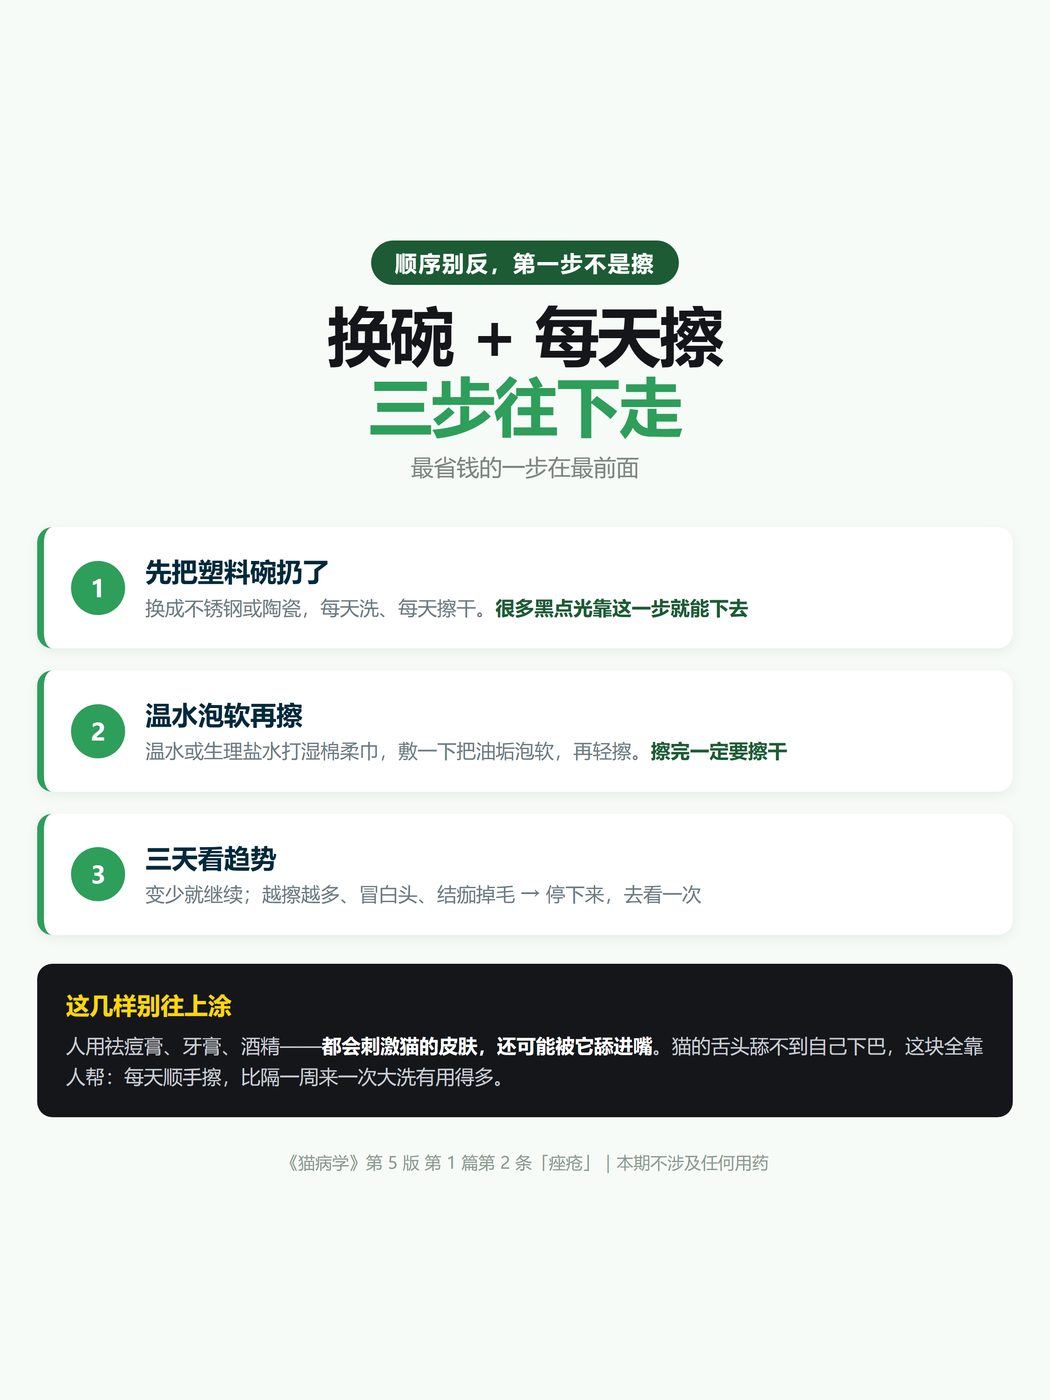 顺序别反，第一步不是擦
换碗 + 每天擦
三步往下走
最省钱的一步在最前面
1
先把塑料碗扔了
换成不锈钢或陶瓷，每天洗、每天擦干。很多黑点光靠这一步就能下去
2
温水泡软再擦
温水或生理盐水打湿棉柔巾，敷一下把油垢泡软，再轻擦。擦完一定要擦干
3
三天看趋势
变少就继续；越擦越多、冒白头、结痂掉毛 → 停下来，去看一次
这几样别往上涂
人用祛痘膏、牙膏、酒精——都会刺激猫的皮肤，还可能被它舔进嘴。猫的舌头舔不到自己下巴，这块全靠
人帮：每天顺手擦，比隔一周来一次大洗有用得多。
《猫病学》第 5 版 第 1 篇第 2 条「痤疮」｜本期不涉及任何用药